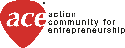 ace action
community for
entrepreneurship